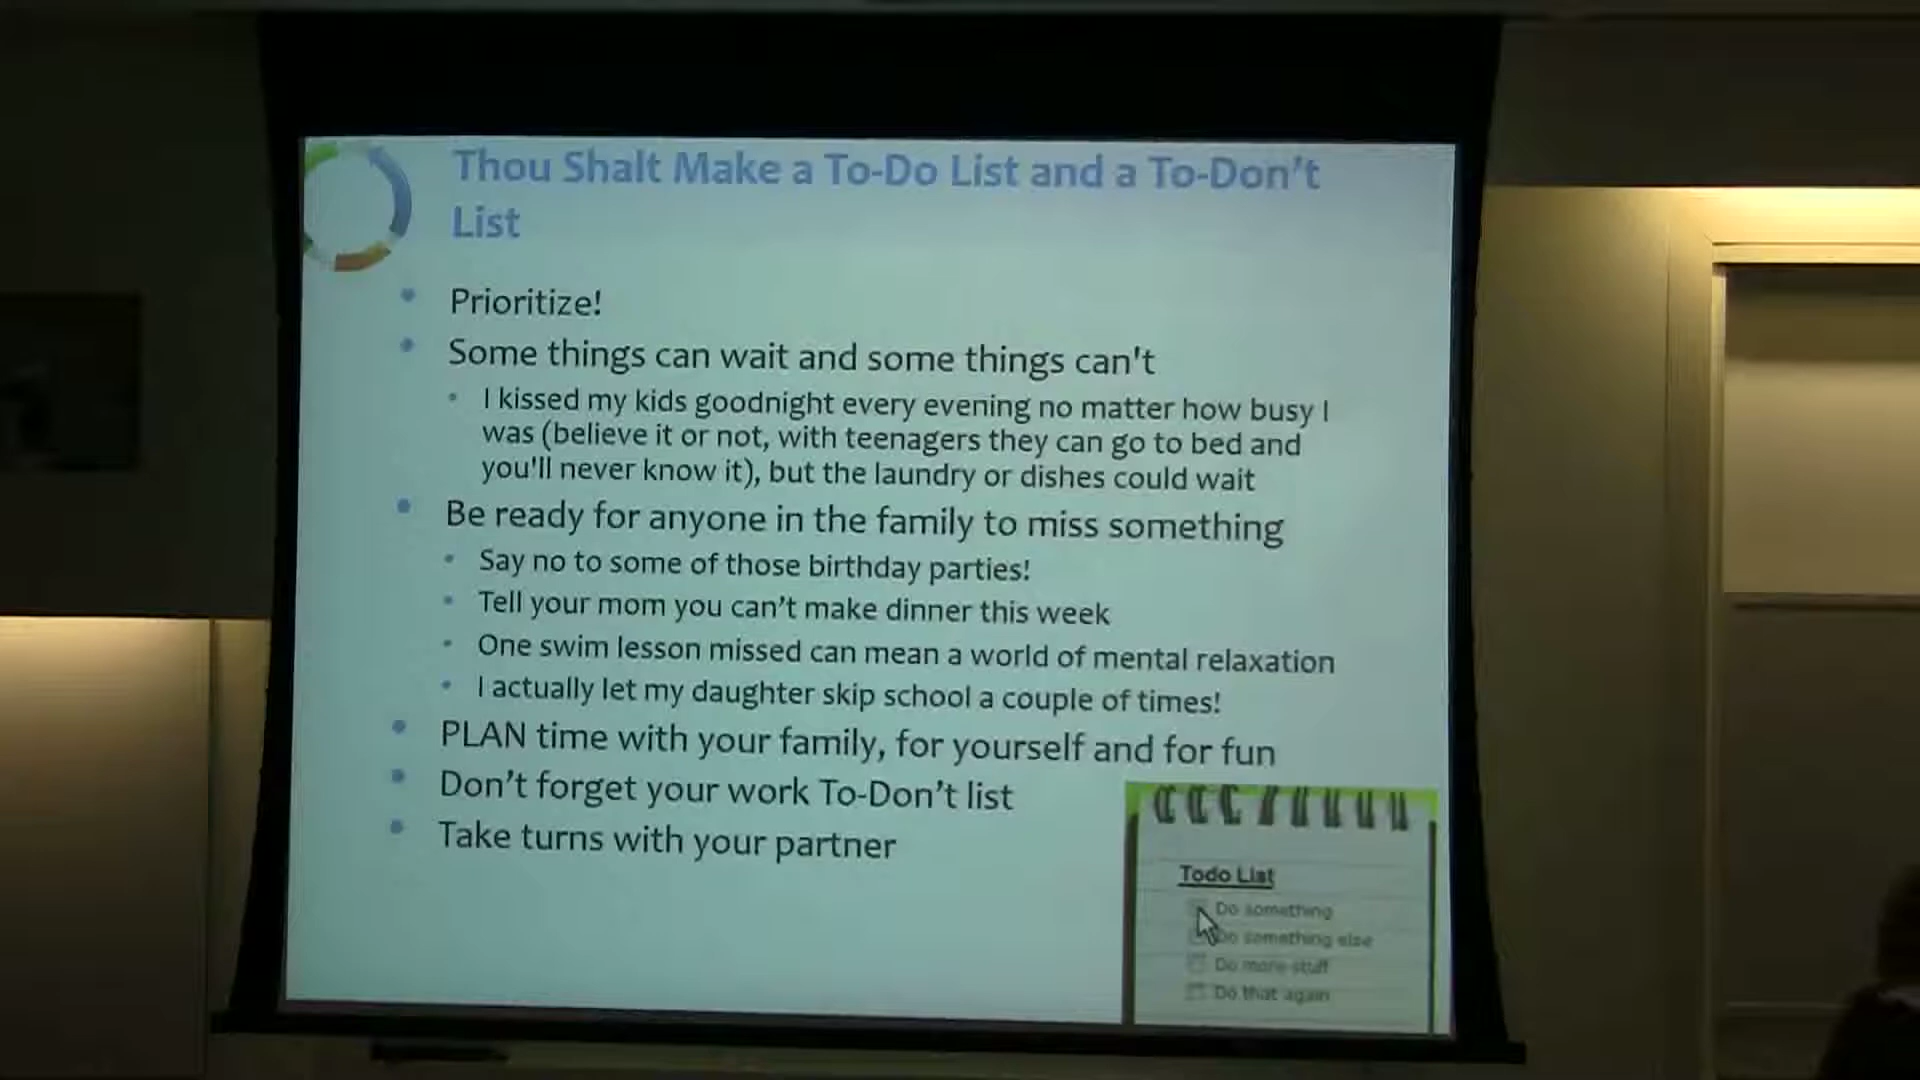 Thou Shalt Make a To-Do List and a To-Don't
List
Prioritize!
Some things can wait and some things can't
I kissed my kids goodnight every evening no matter how busy I
was (believe it or not, with teenagers they can go to bed and
you'll never know it), but the laundry or dishes could wait
Be ready for anyone in the family to miss something
Say no to some of those birthday parties!
Tell your mom you can't make dinner this week
One swim lesson missed can mean a world of mental relaxation
I actually let my daughter skip school a couple of times!
PLAN time with your family, for yourself and for fun
Don't forget your work To-Don't list
Take turns with your partner
Todo List
Do something
Do something else
Do more stuff
Do that again